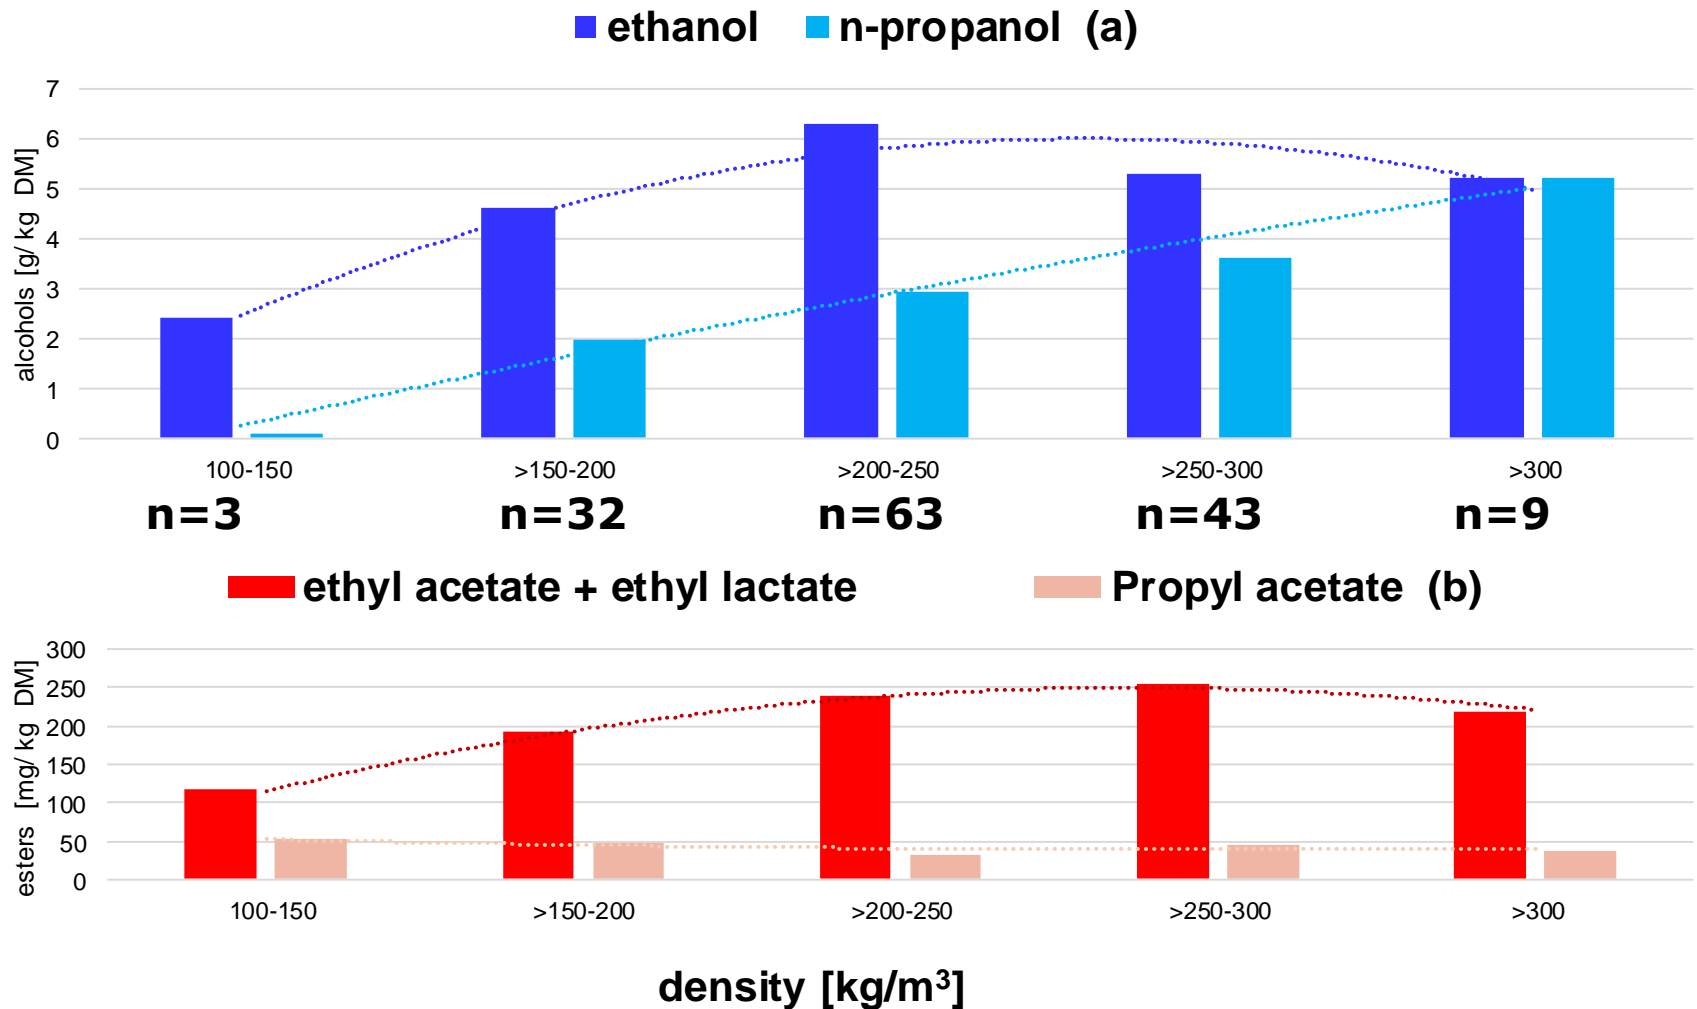 ethanol n-propanol (a)
alcohols [g/ kg DM]
7
6
5
4
3
2
1
0
100-150 >150-200 >200-250 >250-300 >300
n=3 n=32 n=63 n=43 n=9
ethyl acetate + ethyl lactate Propyl acetate (b)
esters [mg/ kg DM]
300
250
200
150
100
50
0
100-150 >150-200 >200-250 >250-300 >300
density [kg/m³]